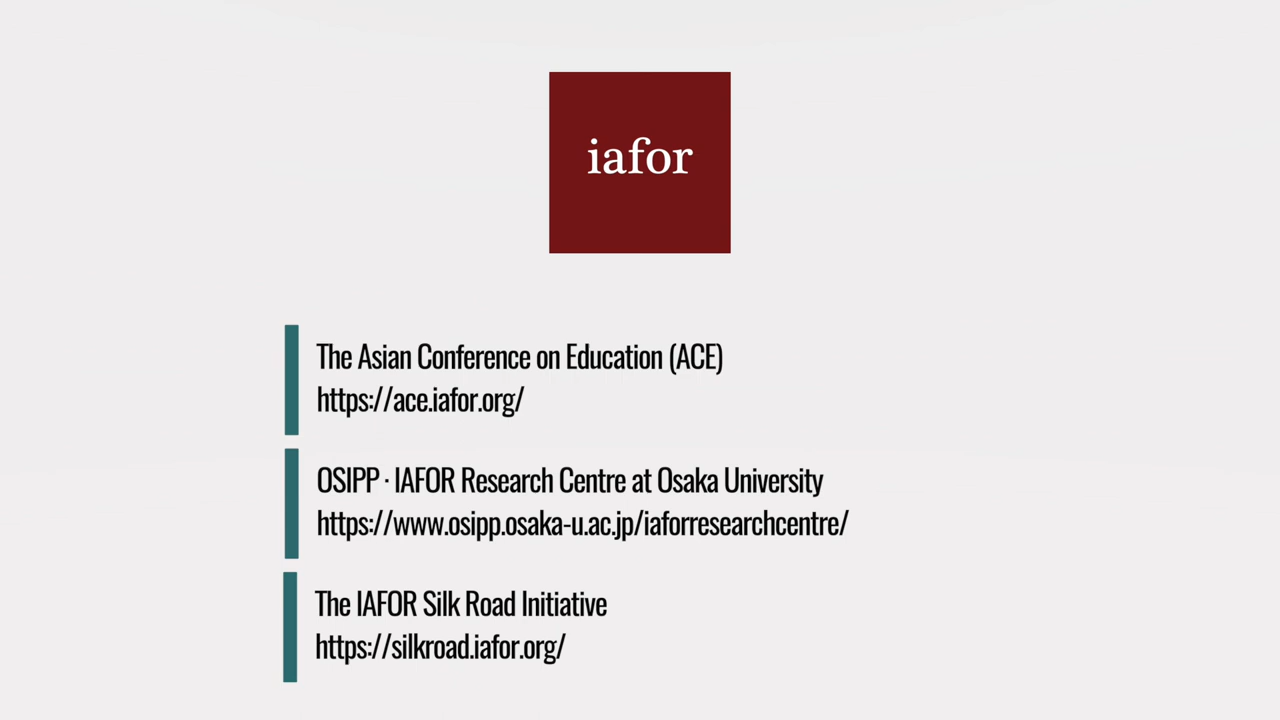 iafor
The Asian Conference on Education (ACE)
https://ace.iafor.org/
OSIPP · IAFOR Research Centre at Osaka University
https://www.osipp.osaka-u.ac.jp/iaforresearchcentre/
The IAFOR Silk Road Initiative
https://silkroad.iafor.org/